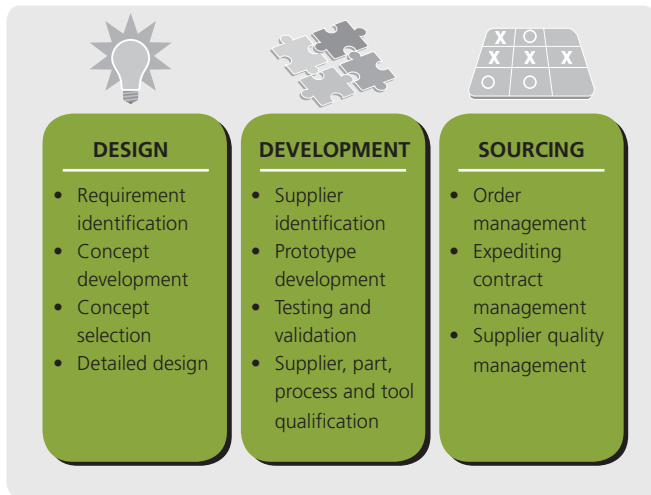 X O
X X X
O O
DESIGN
• Requirement
identification
• Concept
development
• Concept
selection
• Detailed design
DEVELOPMENT
• Supplier
identification
• Prototype
development
• Testing and
validation
• Supplier, part,
process and tool
qualification
SOURCING
• Order
management
• Expediting
contract
management
• Supplier quality
management